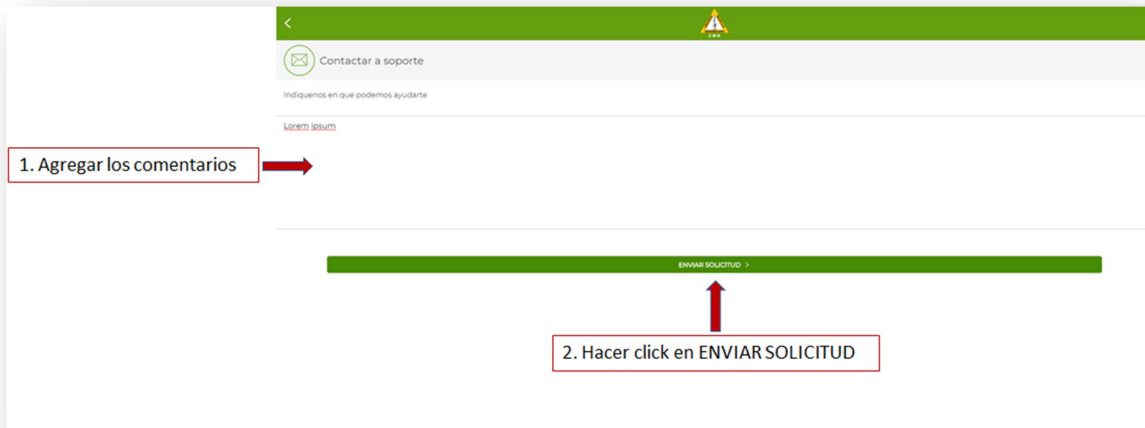 Contactar a soporte
Indiquenos en que podemos ayudarte
Lorem ipsum
1. Agregar los comentarios
ENVIAR SOLICITUD >
2. Hacer click en ENVIAR SOLICITUD